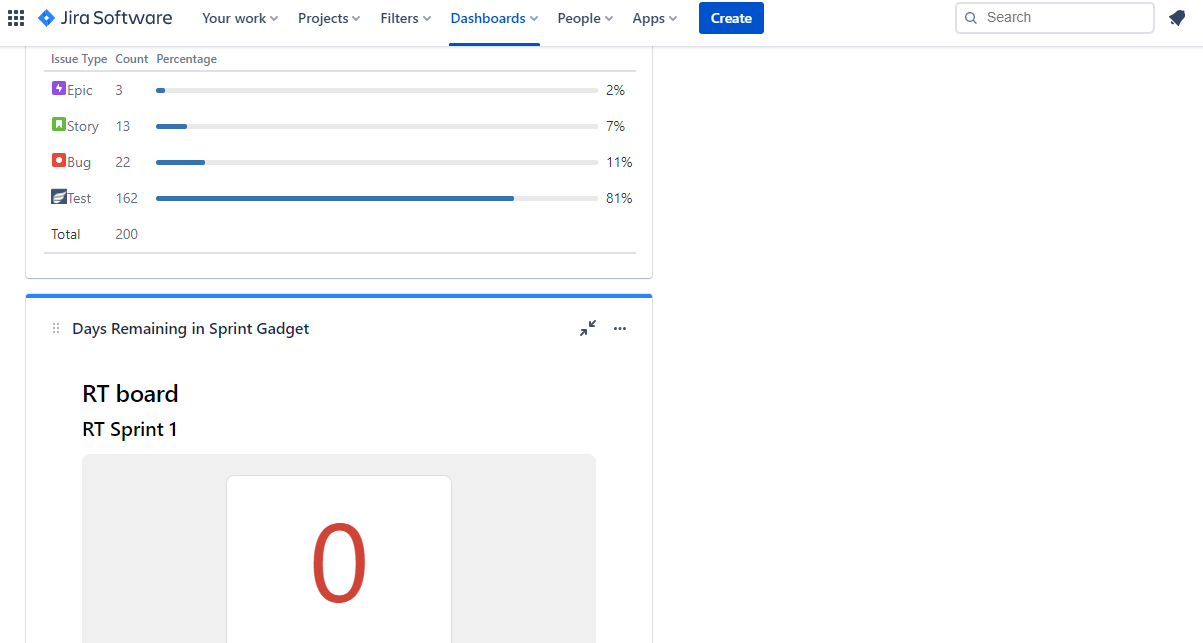 Jira Software Your work Projects Filters Dashboards People Apps Create Search
Issue Type Count Percentage
Epic 3 2%
Story 13 7%
Bug 22 11%
Test 162 81%
Total 200
Days Remaining in Sprint Gadget
RT board
RT Sprint 1
0